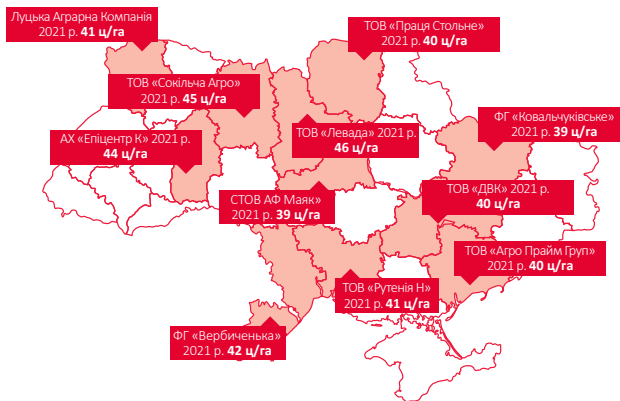 Луцька Аграрна Компанія
2021 р. 41 ц/га
ТОВ «Праця Стольне»
2021 р. 40 ц/га
ТОВ «Сокільча Агро»
2021 р. 45 ц/га
ФГ «Ковальчуківське»
2021 р. 39 ц/га
АХ «Епіцентр К» 2021 р.
44 ц/га
ТОВ «Левада» 2021 р.
46 ц/га
СТОВ АФ Маяк»
2021 р. 39 ц/га
ТОВ «ДВК» 2021 р.
40 ц/га
ТОВ «Агро Прайм Груп»
2021 р. 40 ц/га
ТОВ «Рутенія Н»
2021 р. 41 ц/га
ФГ «Вербиченька»
2021 р. 42 ц/га